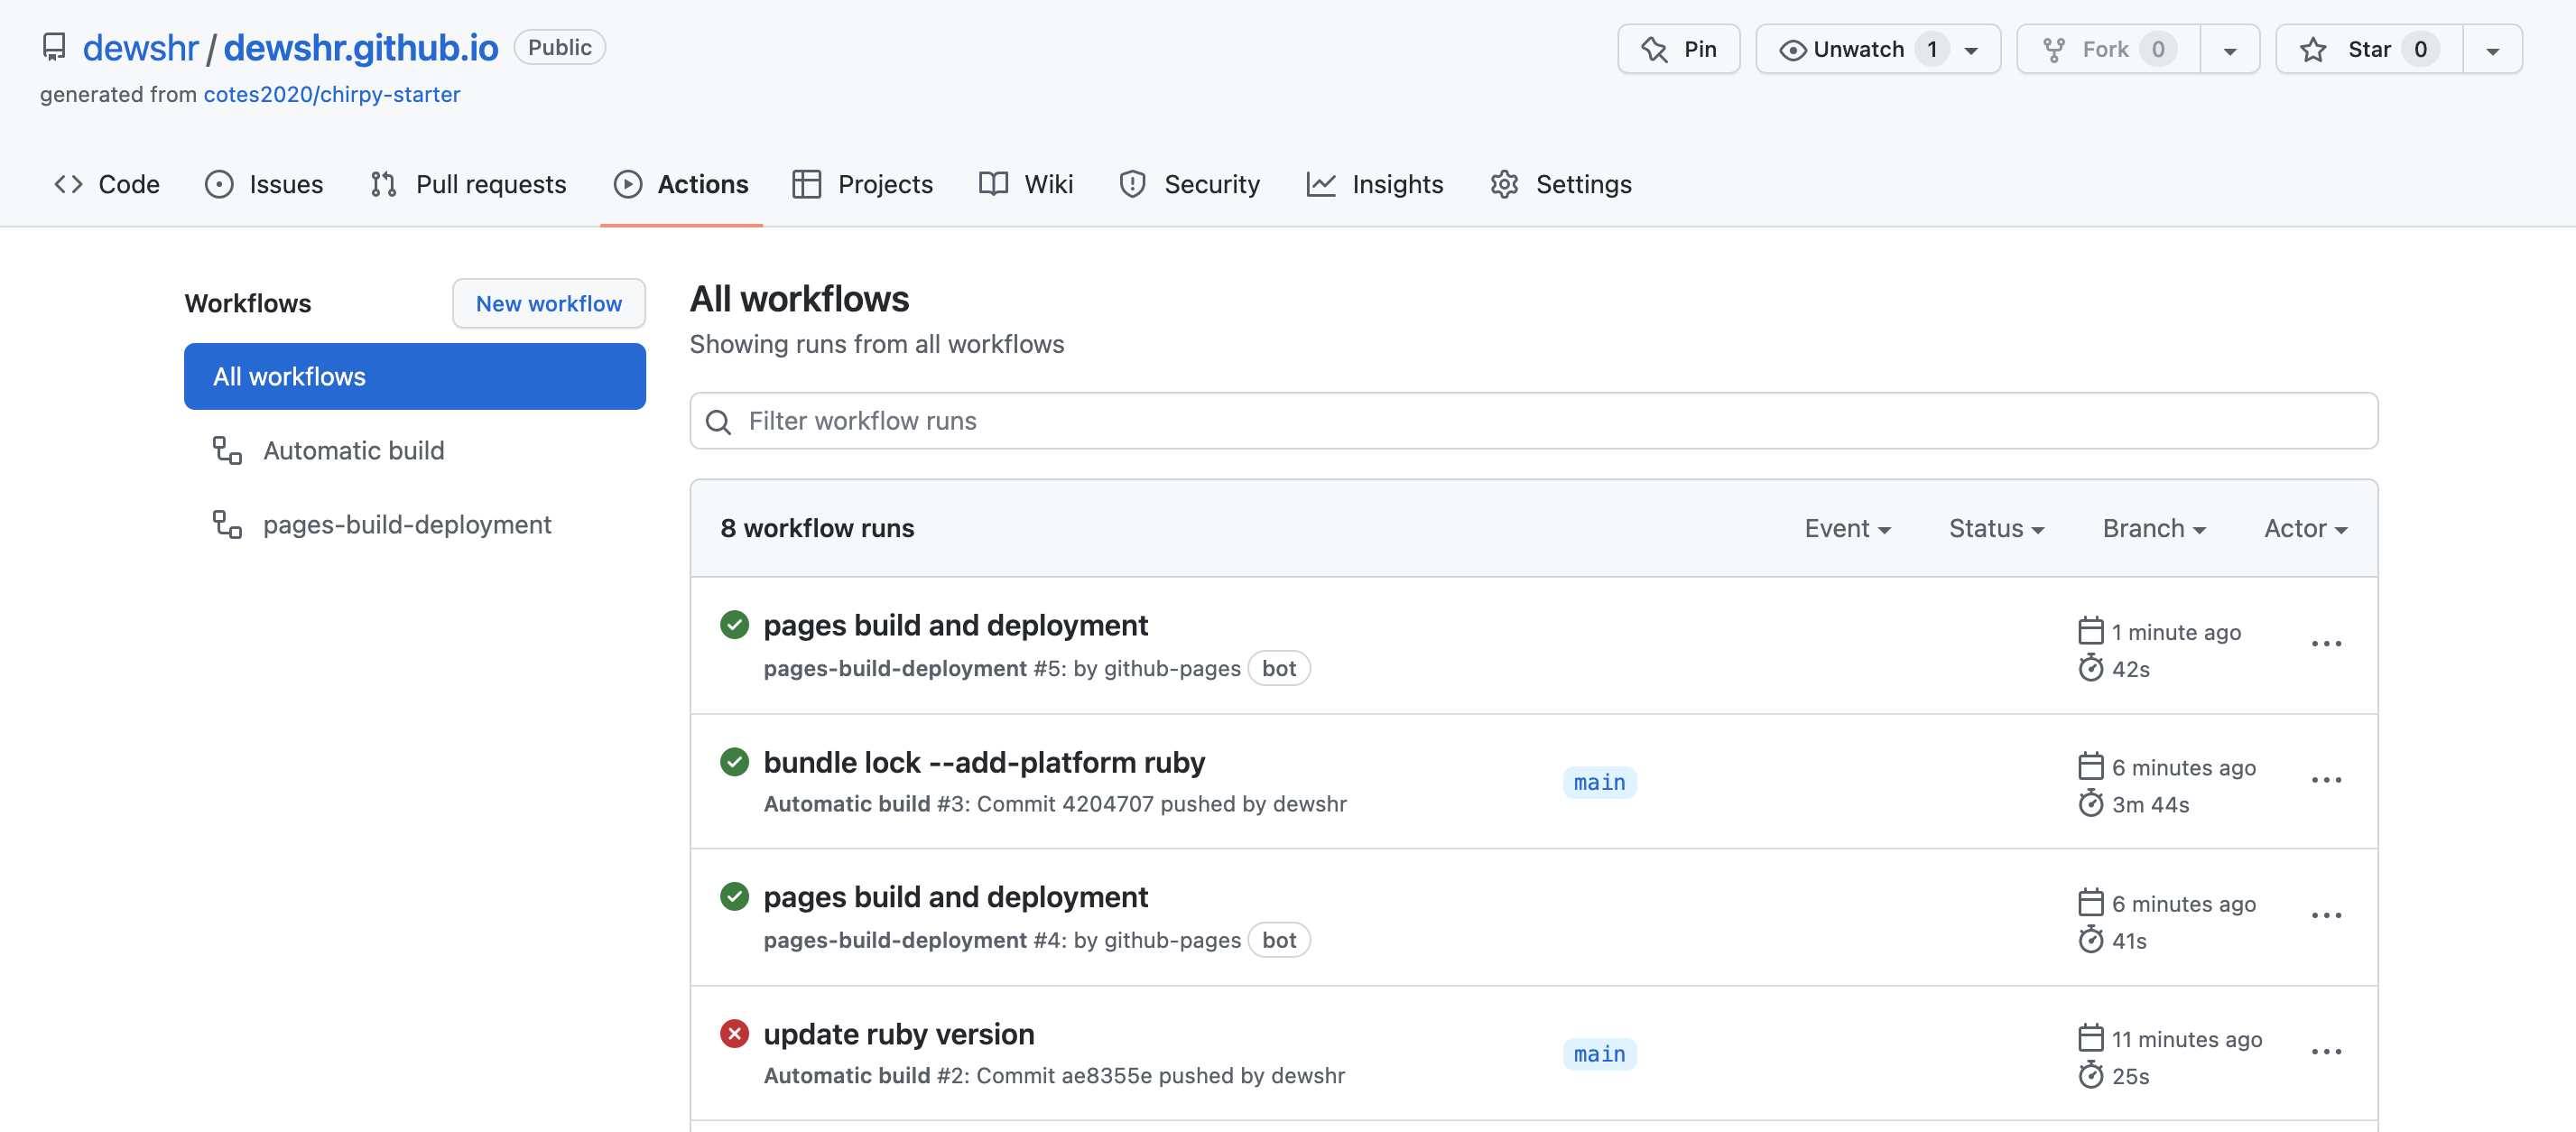 dewshr / dewshr.github.io Public
Pin Unwatch 1 Fork 0 Star 0
generated from cotes2020/chirpy-starter
Code Issues Pull requests Actions Projects Wiki Security Insights Settings
Workflows New workflow
All workflows
Automatic build
pages-build-deployment
All workflows
Showing runs from all workflows
Filter workflow runs
8 workflow runs Event Status Branch Actor
pages build and deployment
pages-build-deployment #5: by github-pages bot
1 minute ago
42s
bundle lock --add-platform ruby
Automatic build #3: Commit 4204707 pushed by dewshr
main
6 minutes ago
3m 44s
pages build and deployment
pages-build-deployment #4: by github-pages bot
6 minutes ago
41s
update ruby version
Automatic build #2: Commit ae8355e pushed by dewshr
main
11 minutes ago
25s